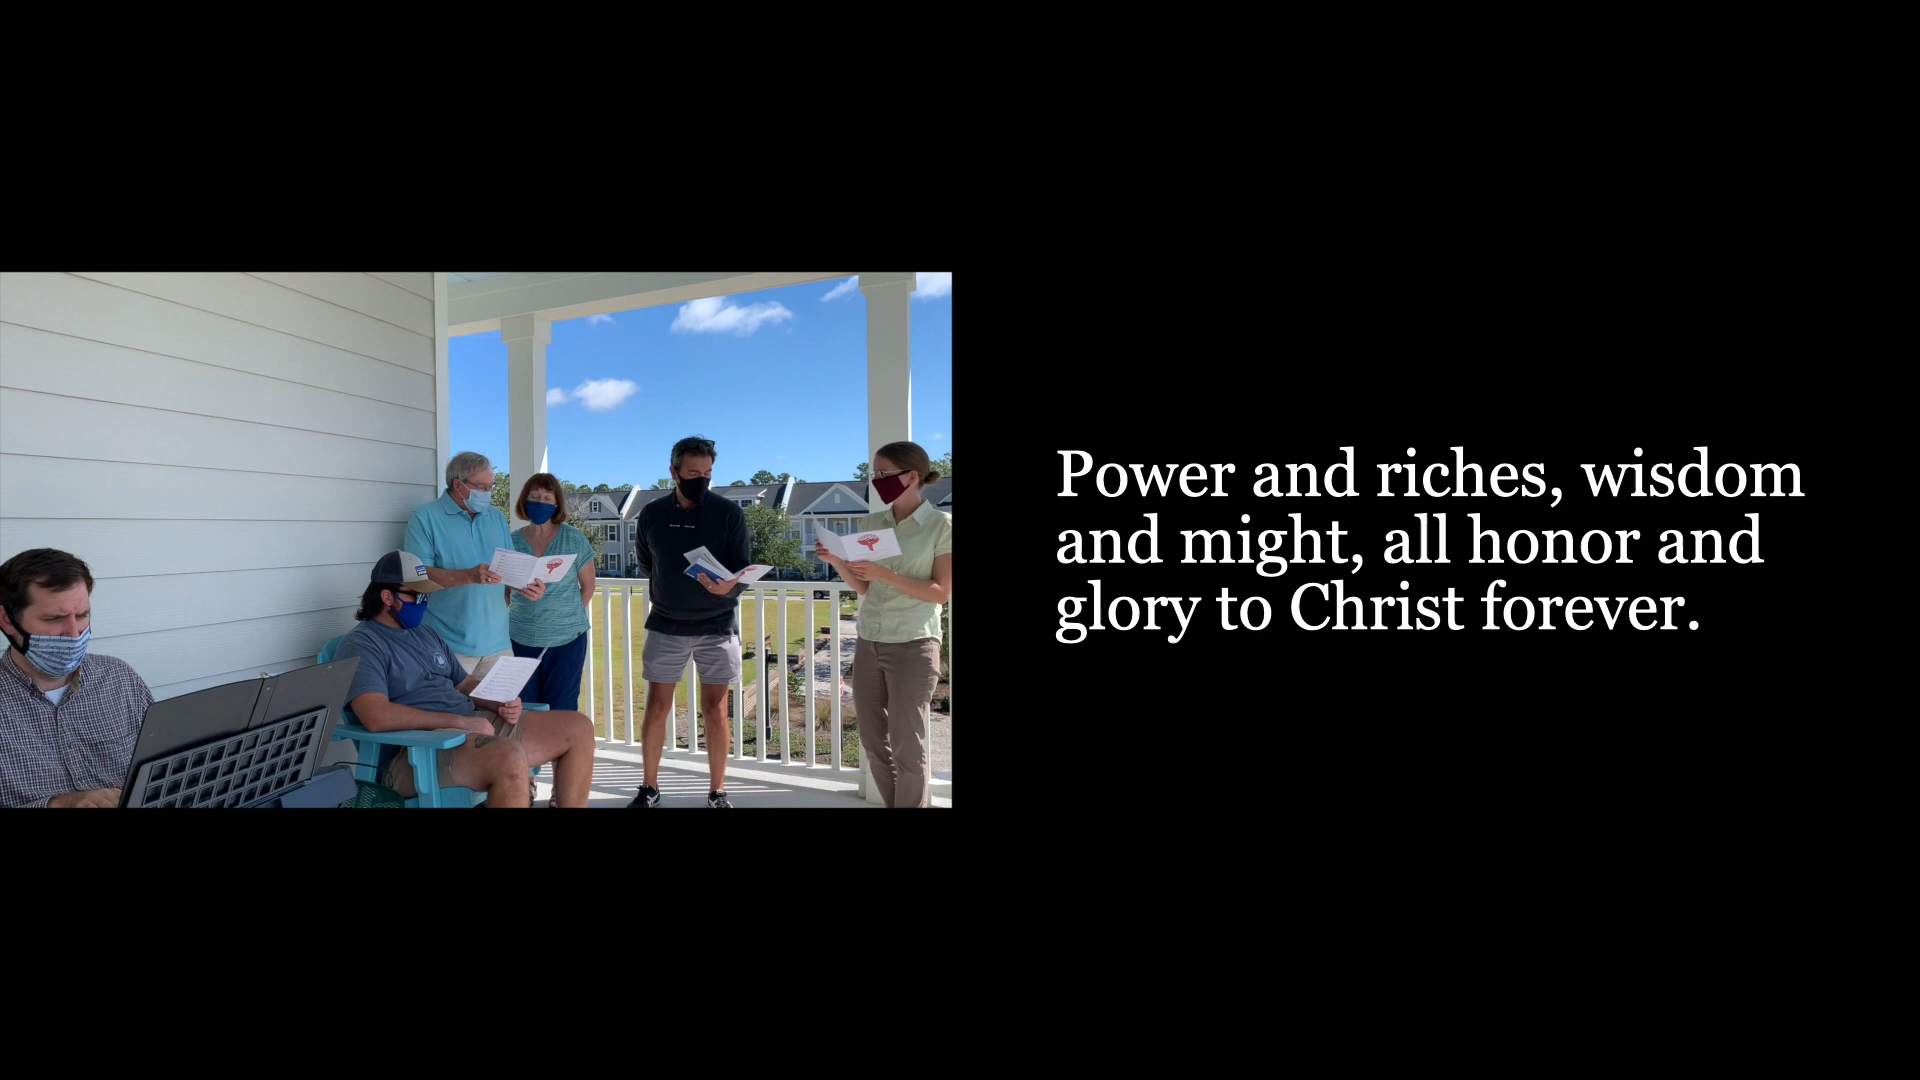 Power and riches, wisdom
and might, all honor and
glory to Christ forever.